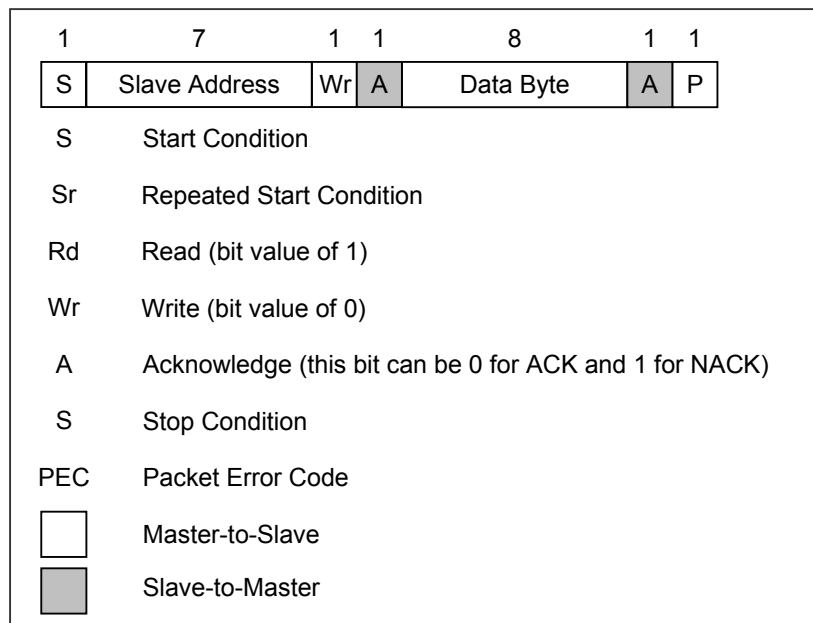 1 7 1 1 8 1 1
S Slave Address Wr A Data Byte A P
S Start Condition
Sr Repeated Start Condition
Rd Read (bit value of 1)
Wr Write (bit value of 0)
A Acknowledge (this bit can be 0 for ACK and 1 for NACK)
S Stop Condition
PEC Packet Error Code
Master-to-Slave
Slave-to-Master